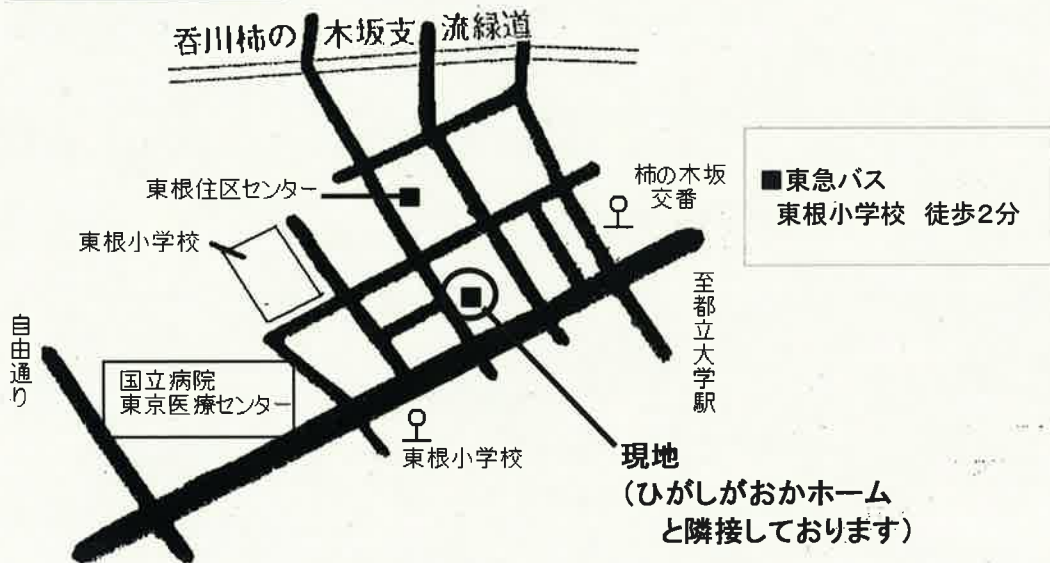 呑川柿の木坂支流緑道
東根住区センター
東根小学校
柿の木坂
交番
■東急バス
東根小学校 徒歩2分
自由通り
国立病院
東京医療センター
至都立大学駅
東根小学校
現地
(ひがしがおかホーム
と隣接しております)